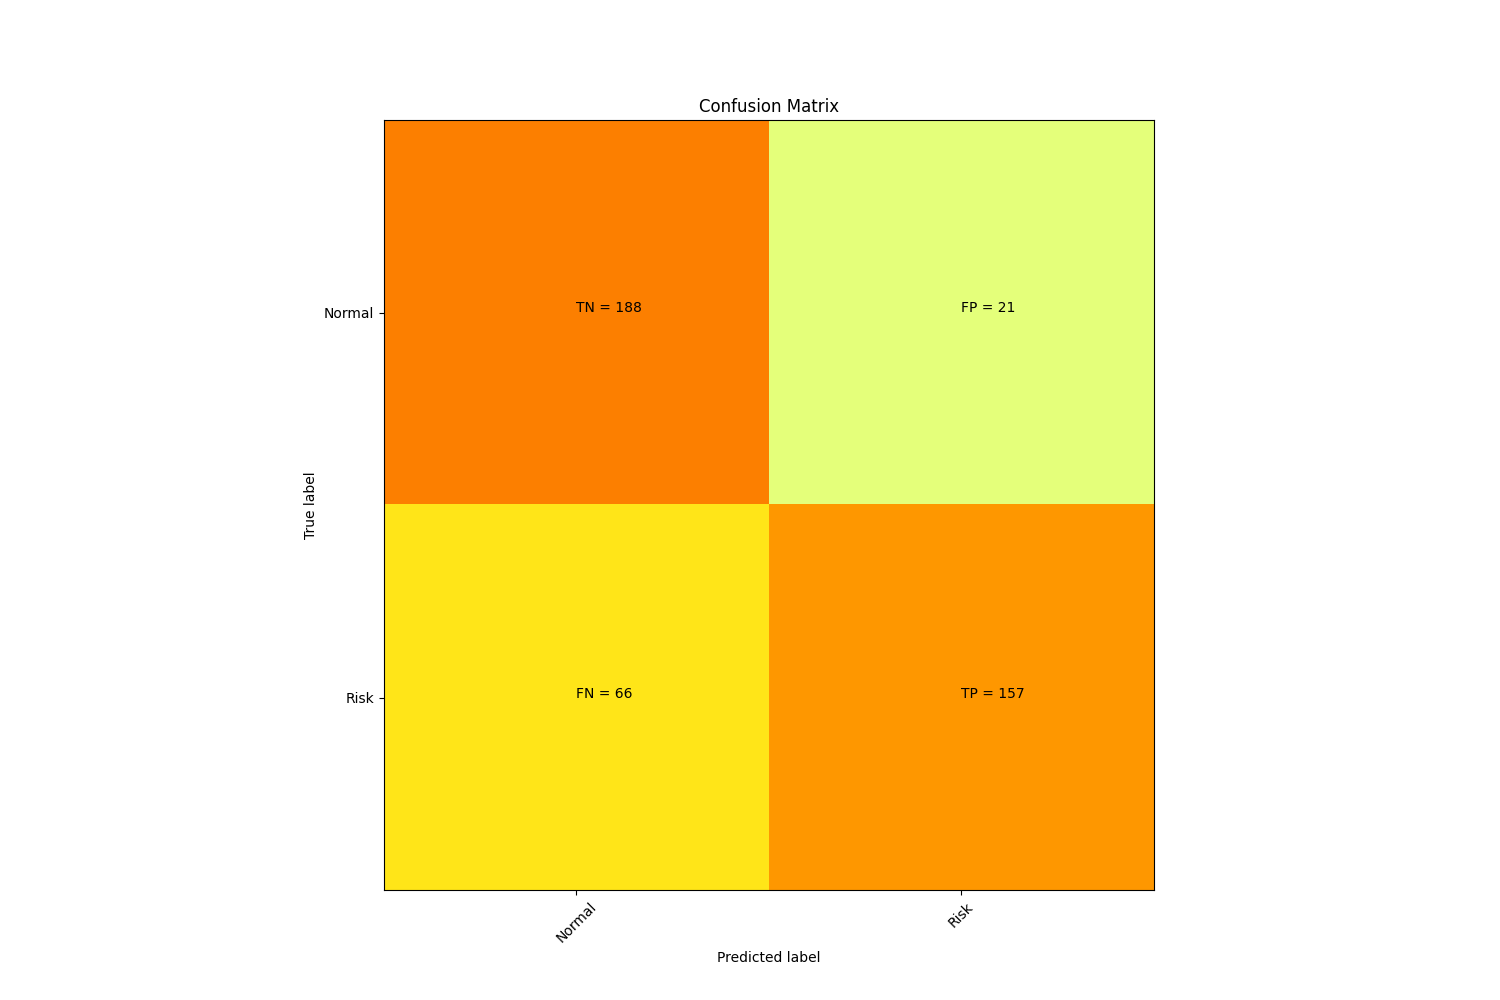 Confusion Matrix
Normal
TN = 188
FP = 21
True label
Risk
FN = 66
TP = 157
Normal
Risk
Predicted label